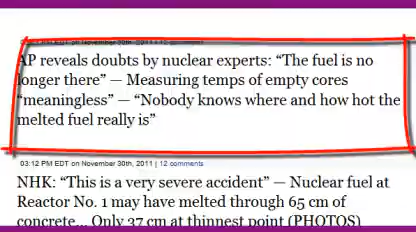 AP reveals doubts by nuclear experts: “The fuel is no
longer there” — Measuring temps of empty cores
“meaningless” — “Nobody knows where and how hot the
melted fuel really is”
03:12 PM EDT on November 30th, 2011 | 12 comments
NHK: “This is a very severe accident” — Nuclear fuel at
Reactor No. 1 may have melted through 65 cm of
concrete... Only 37 cm at thinnest point (PHOTOS)